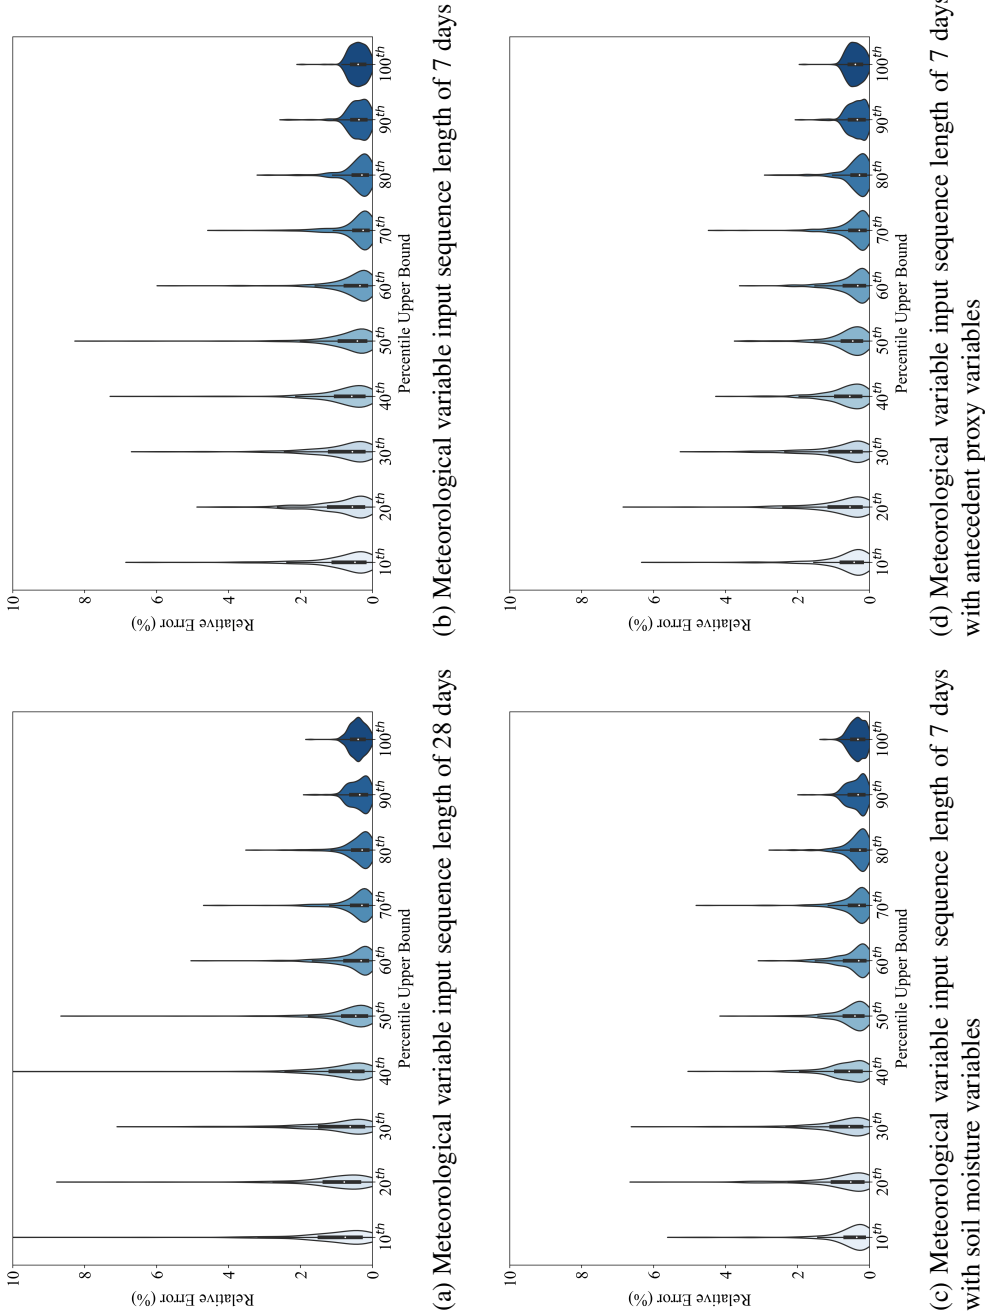 Relative Error (%)
10
8
6
4
2
0
10th 20th 30th 40th 50th 60th 70th 80th 90th 100th
Percentile Upper Bound
(a) Meteorological variable input sequence length of 28 days
Relative Error (%)
10
8
6
4
2
0
10th 20th 30th 40th 50th 60th 70th 80th 90th 100th
Percentile Upper Bound
(b) Meteorological variable input sequence length of 7 days
Relative Error (%)
10
8
6
4
2
0
10th 20th 30th 40th 50th 60th 70th 80th 90th 100th
Percentile Upper Bound
(c) Meteorological variable input sequence length of 7 days
with soil moisture variables
Relative Error (%)
10
8
6
4
2
0
10th 20th 30th 40th 50th 60th 70th 80th 90th 100th
Percentile Upper Bound
(d) Meteorological variable input sequence length of 7 days
with antecedent proxy variables